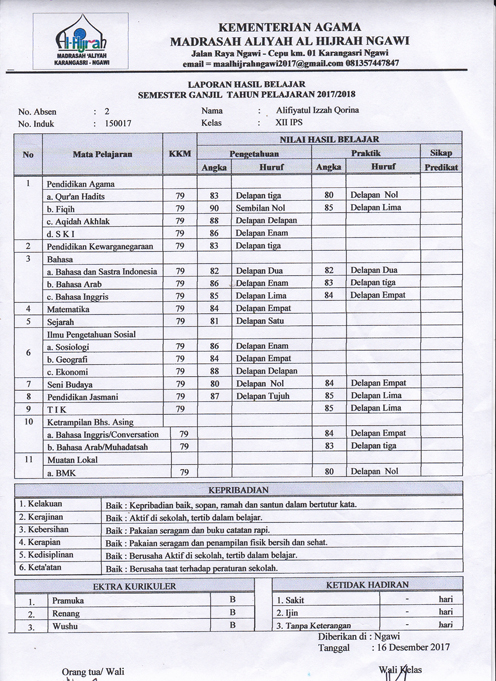 Al-Hijrah
MADRASAH 'ALIYAH
KARANGASRI - NGAWI
KEMENTERIAN AGAMA
MADRASAH ALIYAH AL HIJRAH NGAWI
Jalan Raya Ngawi - Cepu km. 01 Karangasri Ngawi
email = maalhijrahngawi2017@gmail.com 081357447847
LAPORAN HASIL BELAJAR
SEMESTER GANJIL TAHUN PELAJARAN 2017/2018
No. Absen : 2 Nama : Alifiyatul Izzah Qorina
No. Induk : 150017 Kelas : XII IPS
No Mata Pelajaran KKM NILAI HASIL BELAJAR
Pengetahuan Praktik Sikap
Angka Huruf Angka Huruf Predikat
1 Pendidikan Agama
a. Qur'an Hadits 79 83 Delapan tiga 80 Delapan Nol
b. Fiqih 79 90 Sembilan Nol 85 Delapan Lima
c. Aqidah Akhlak 79 88 Delapan Delapan
d. S K I 79 86 Delapan Enam
2 Pendidikan Kewarganegaraan 79 83 Delapan tiga
3 Bahasa
a. Bahasa dan Sastra Indonesia 79 82 Delapan Dua 82 Delapan Dua
b. Bahasa Arab 79 86 Delapan Enam 83 Delapan tiga
c. Bahasa Inggris 79 85 Delapan Lima 84 Delapan Empat
4 Matematika 79 84 Delapan Empat
5 Sejarah 79 81 Delapan Satu
6 Ilmu Pengetahuan Sosial
a. Sosiologi 79 86 Delapan Enam
b. Geografi 79 84 Delapan Empat
c. Ekonomi 79 88 Delapan Delapan
7 Seni Budaya 79 80 Delapan Nol 84 Delapan Empat
8 Pendidikan Jasmani 79 87 Delapan Tujuh 85 Delapan Lima
9 T I K 79 85 Delapan Lima
10 Ketrampilan Bhs. Asing
a. Bahasa Inggris/Conversation 79 84 Delapan Empat
b. Bahasa Arab/Muhadatsah 79 83 Delapan tiga
11 Muatan Lokal
a. BMK 79 80 Delapan Nol
KEPRIBADIAN
1. Kelakuan Baik : Kepribadian baik, sopan, ramah dan santun dalam bertutur kata.
2. Kerajinan Baik : Aktif di sekolah, tertib dalam belajar.
3. Kebersihan Baik : Pakaian seragam dan buku catatan rapi.
4. Kerapian Baik : Pakaian seragam dan penampilan fisik bersih dan sehat.
5. Kedisiplinan Baik : Berusaha Aktif di sekolah, tertib dalam belajar.
6. Keta'atan Baik : Berusaha taat terhadap peraturan sekolah.
EKTRA KURIKULER KETIDAK HADIRAN
1. Pramuka B 1. Sakit - hari
2. Renang B 2. Ijin - hari
3. Wushu B 3. Tanpa Keterangan - hari
Diberikan di : Ngawi
Tanggal : 16 Desember 2017
Orang tua/ Wali Wali Kelas